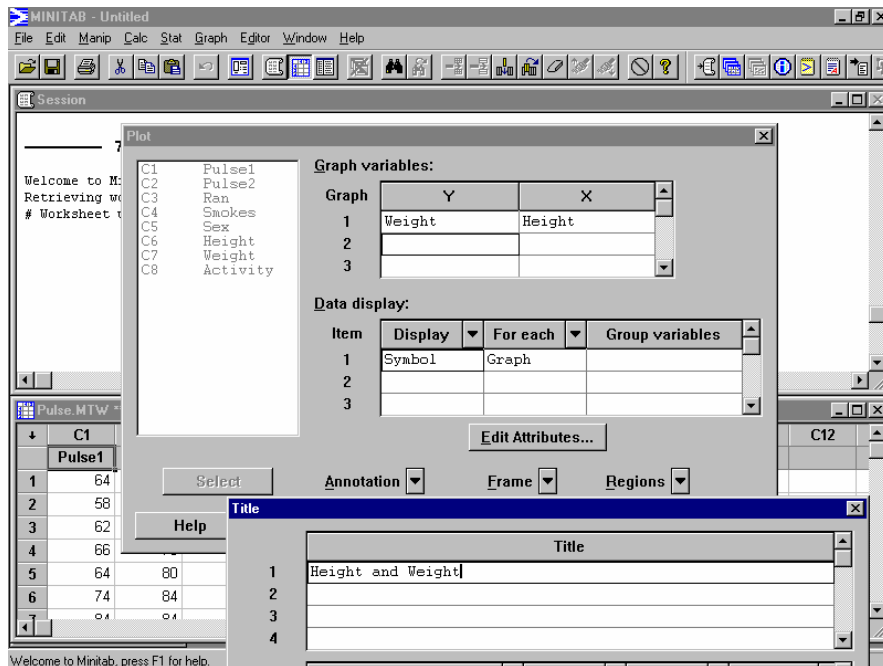 MINITAB - Untitled
File Edit Manip Calc Stat Graph Editor Window Help
Session
Welcome to
Retrieving
# Worksheet
Plot
C1 Pulse1
C2 Pulse2
C3 Ran
C4 Smokes
C5 Sex
C6 Height
C7 Weight
C8 Activity
Graph variables:
Graph Y X
1 Weight Height
2
3
Data display:
Item Display For each Group variables
1 Symbol Graph
2
3
Edit Attributes...
Select
Annotation Frame Regions
Help
Pulse.MTW
C1 C12
Pulse1
1 64
2 58
3 62
4 66
5 64 80
6 74 84
7 84 84
Title
Title
1 Height and Weight
2
3
4
Welcome to Minitab, press F1 for help.